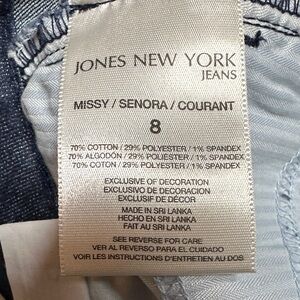 JONES NEW YORK
JEANS
MISSY / SENORA / COURANT
8
70% COTTON / 29% POLYESTER / 1% SPANDEX
70% ALGODÓN / 29% POLYESTER / 1% SPANDEX
70% COTON / 29% POLYESTER / 1% SPANDEX
EXCLUSIVE OF DECORATION
EXCLUSIVO DE DECORACION
EXCLUSIF DE DÉCOR
MADE IN SRI LANKA
HECHO EN SRI LANKA
FAIT AU SRI LANKA
SEE REVERSE FOR CARE
VER AL REVERSO PARA EL CUIDADO
VOIR LES INSTRUCTIONS D'ENTRETIEN AU DOS